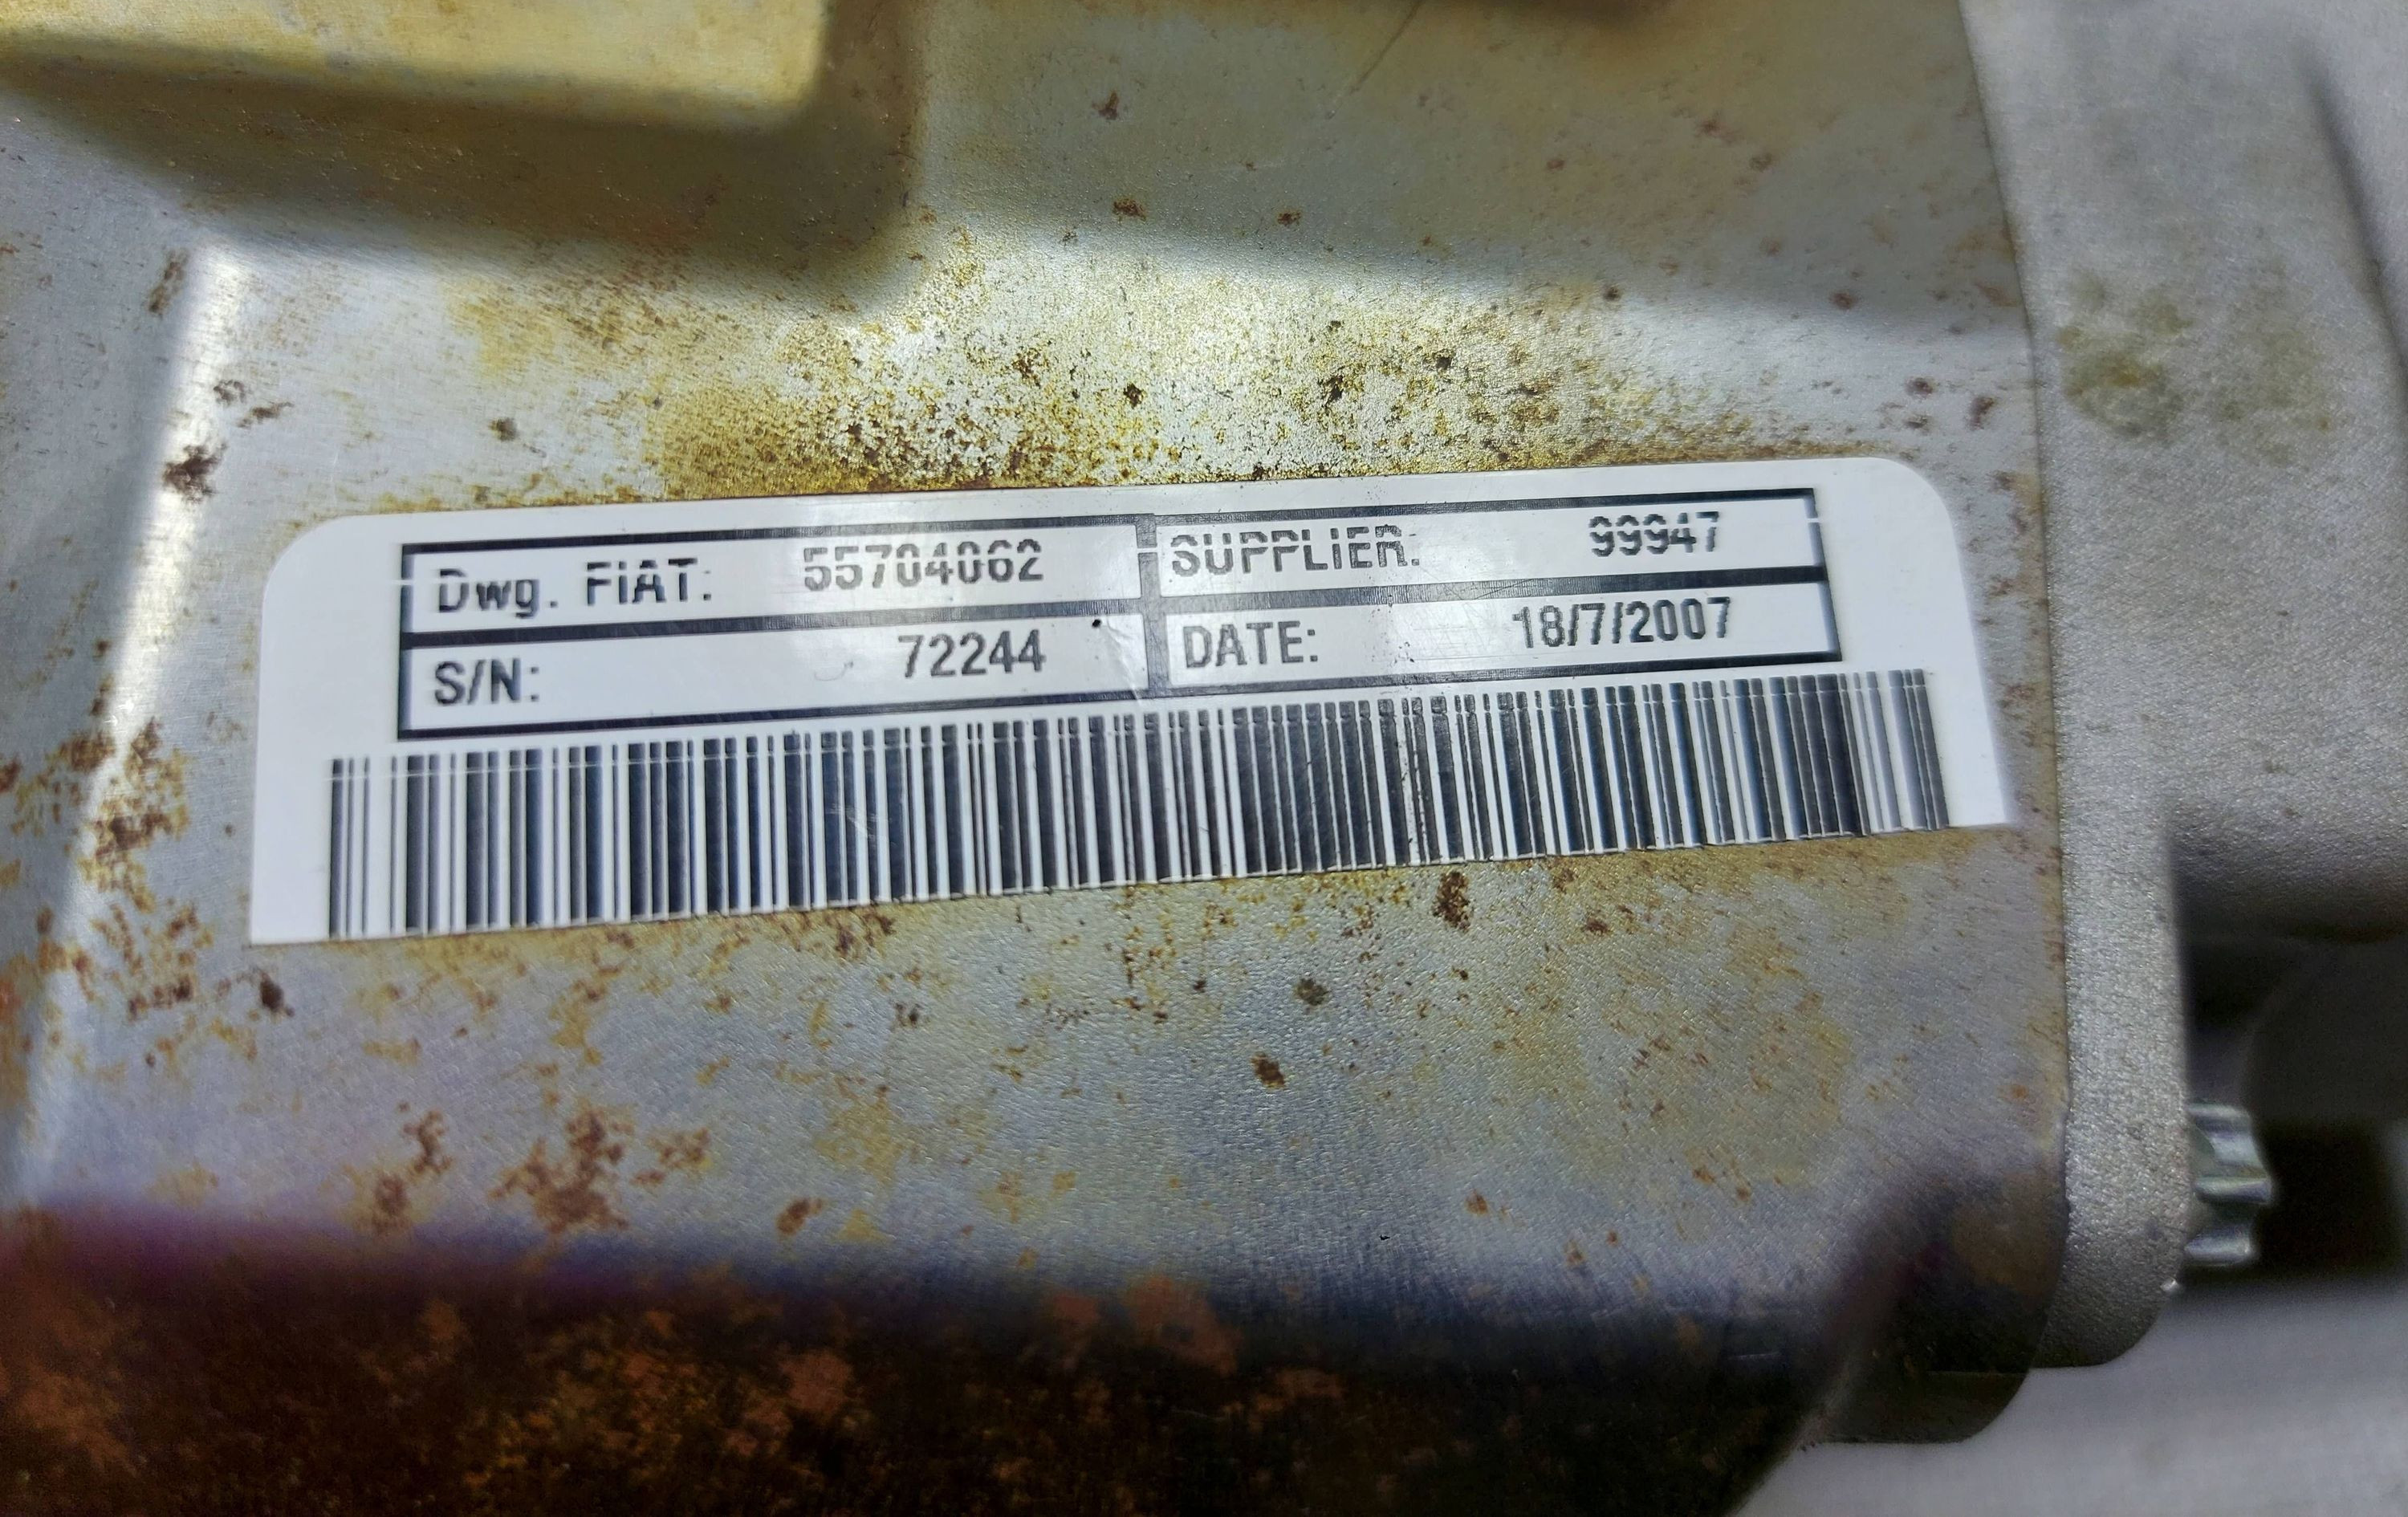 Dwg. FIAT: 55704062 SUPPLIER: 99947
S/N: 72244 DATE: 18/7/2007